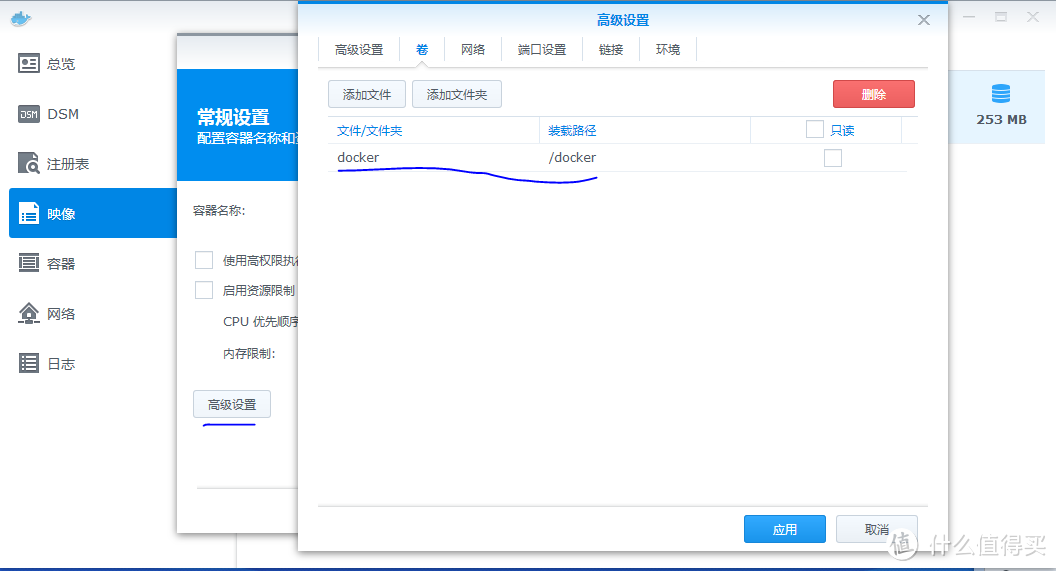 总览
DSM
注册表
映像
容器
网络
日志
常规设置
配置容器名称和
容器名称:
使用高权限执行
启用资源限制
CPU 优先顺序
内存限制:
高级设置
高级设置
高级设置
卷
网络
端口设置
链接
环境
添加文件
添加文件夹
删除
文件/文件夹
装载路径
只读
docker
/docker
应用
取消
253 MB
值 什么值得买